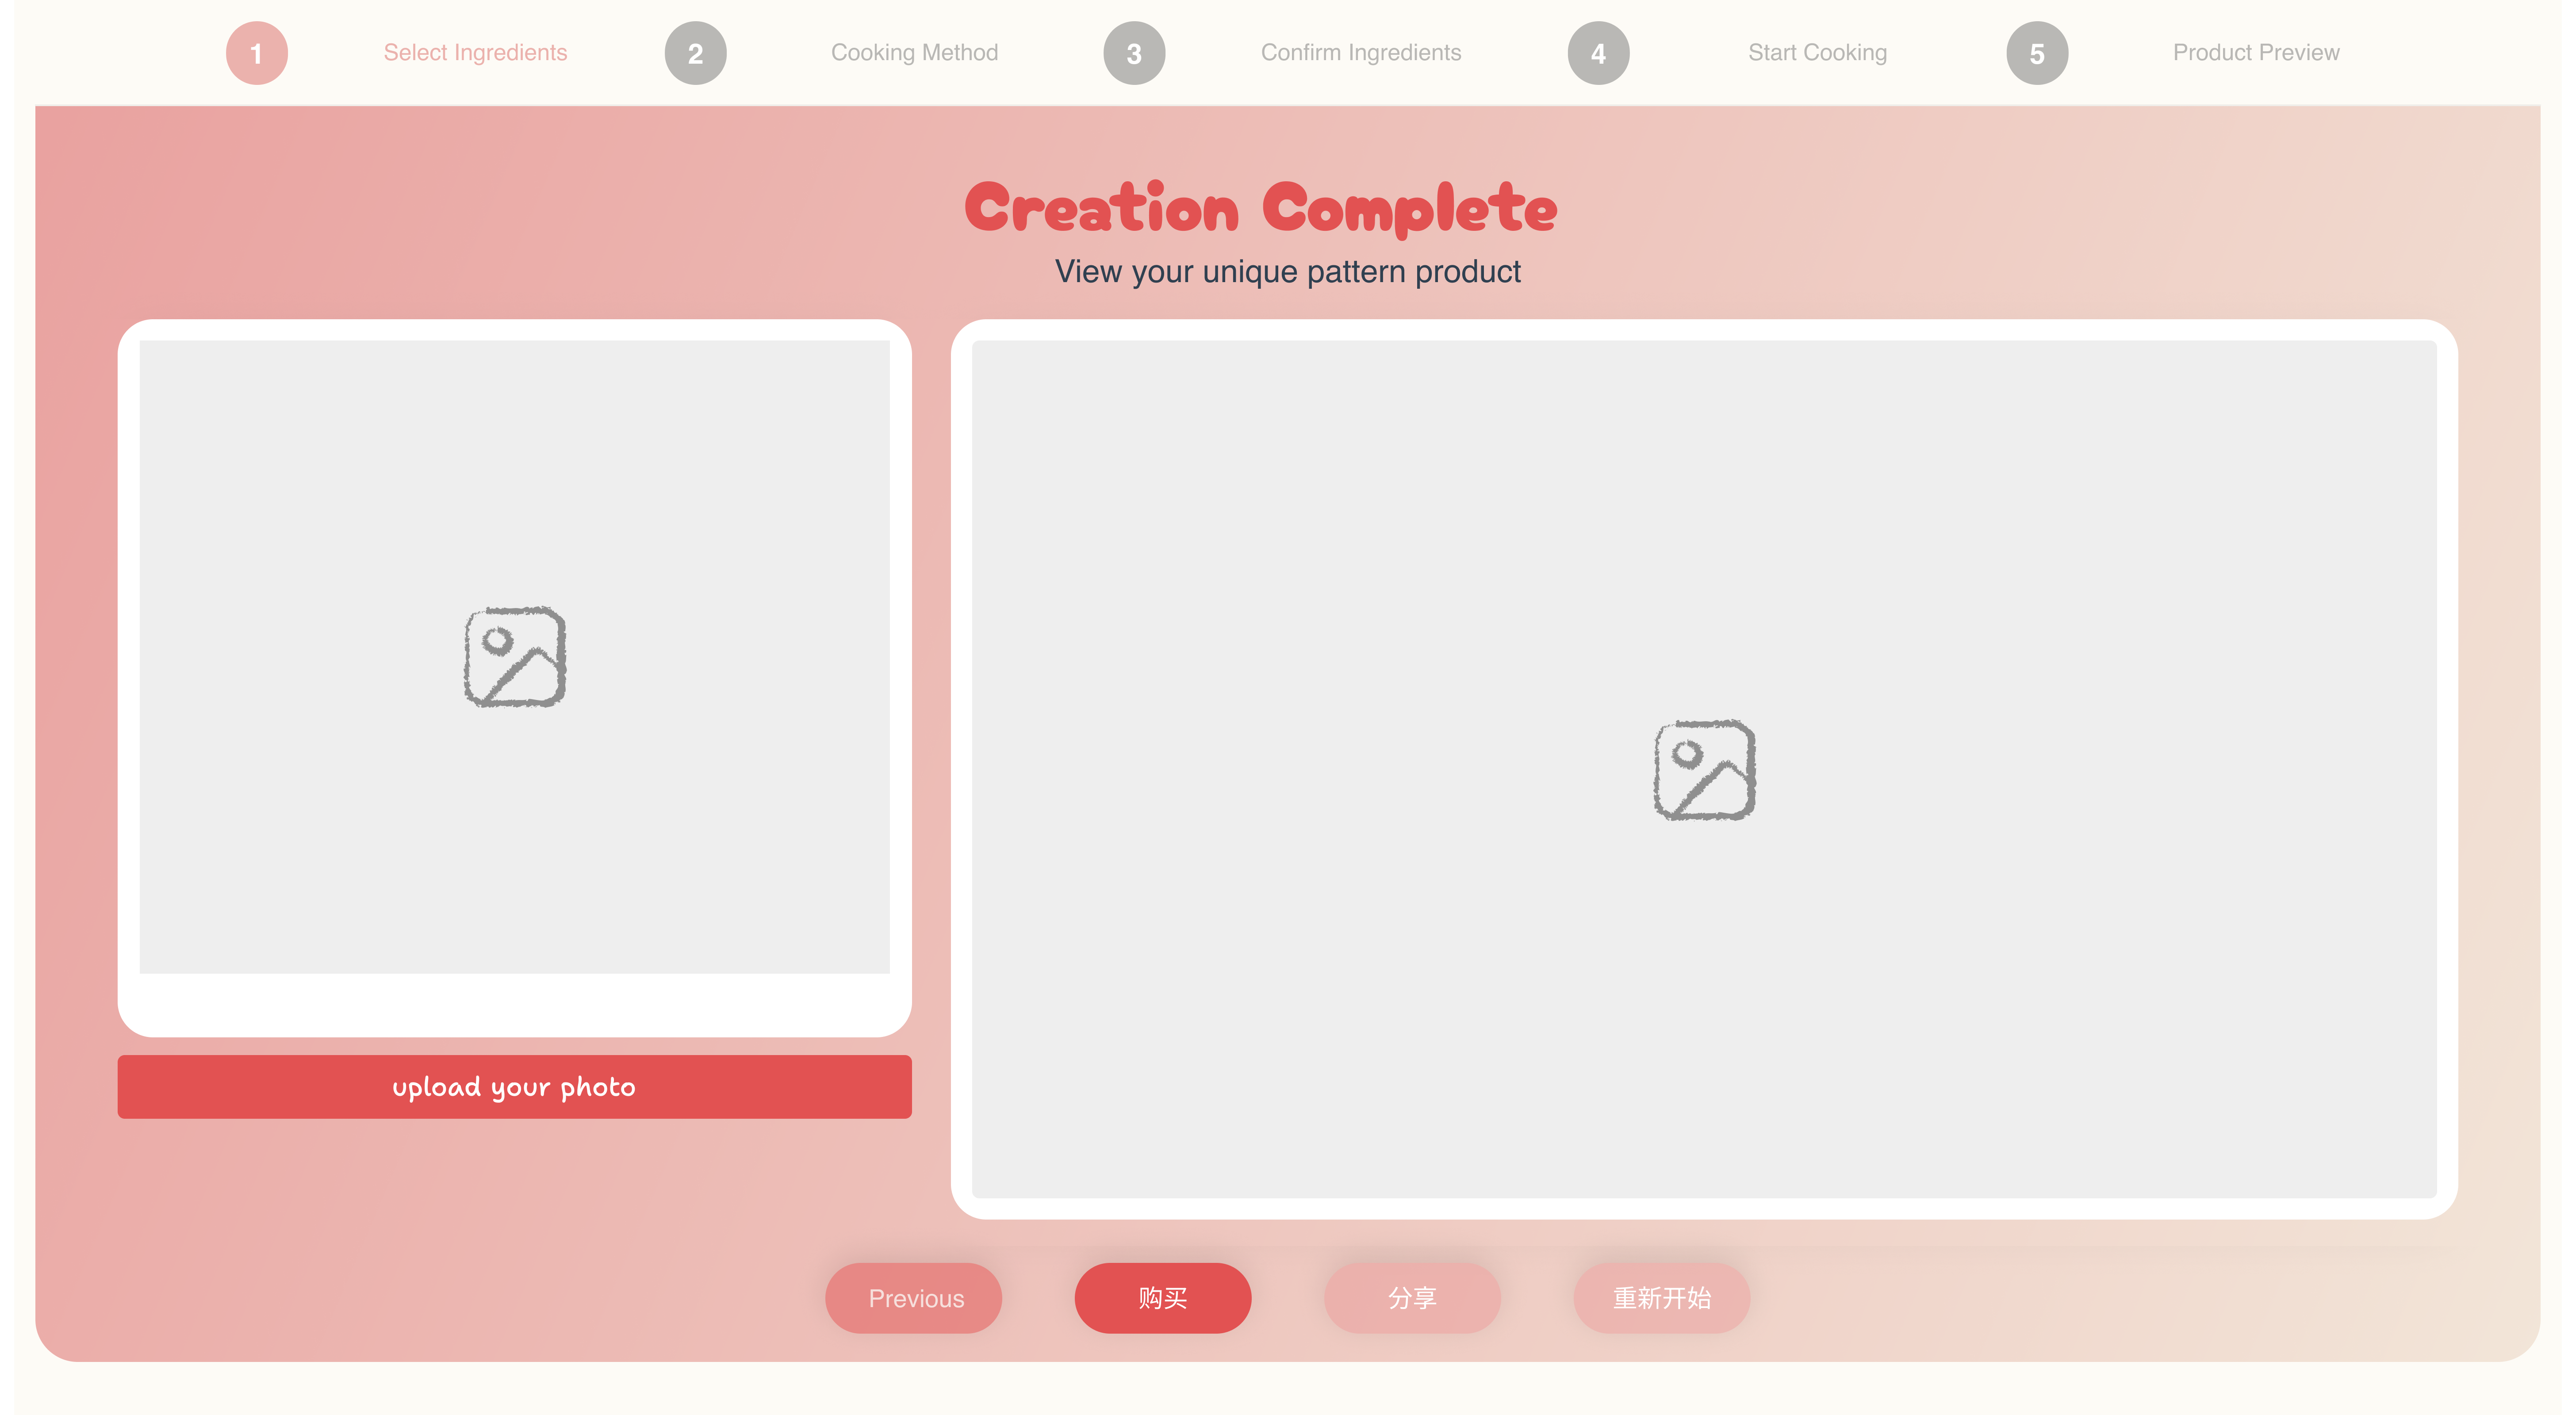 1 Select Ingredients 2 Cooking Method 3 Confirm Ingredients 4 Start Cooking 5 Product Preview
Creation Complete
View your unique pattern product
upload your photo
Previous 购买 分享 重新开始